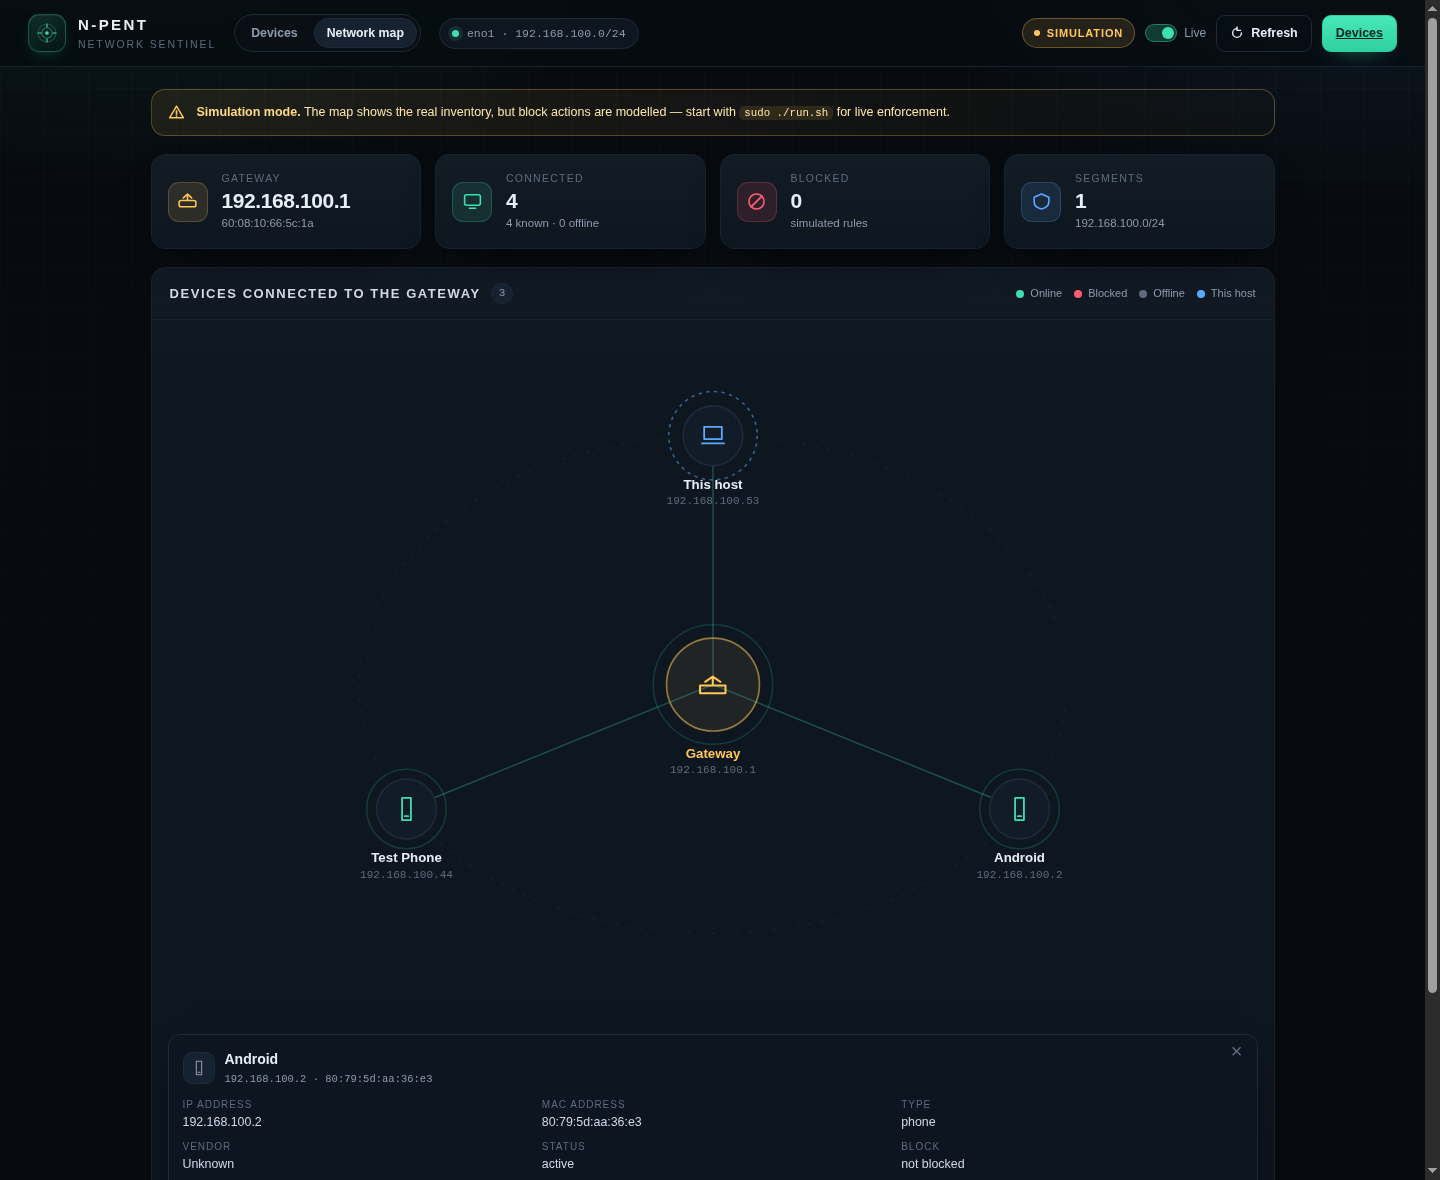 N-PENT
NETWORK SENTINEL
Devices
Network map
eno1 · 192.168.100.0/24
SIMULATION
Live
Refresh
Devices
Simulation mode. The map shows the real inventory, but block actions are modelled — start with sudo ./run.sh for live enforcement.
GATEWAY
192.168.100.1
60:08:10:66:5c:1a
CONNECTED
4
4 known · 0 offline
BLOCKED
0
simulated rules
SEGMENTS
1
192.168.100.0/24
DEVICES CONNECTED TO THE GATEWAY 3
Online
Blocked
Offline
This host
This host
192.168.100.53
Gateway
192.168.100.1
Test Phone
192.168.100.44
Android
192.168.100.2
Android
192.168.100.2 · 80:79:5d:aa:36:e3
IP ADDRESS
192.168.100.2
MAC ADDRESS
80:79:5d:aa:36:e3
TYPE
phone
VENDOR
Unknown
STATUS
active
BLOCK
not blocked